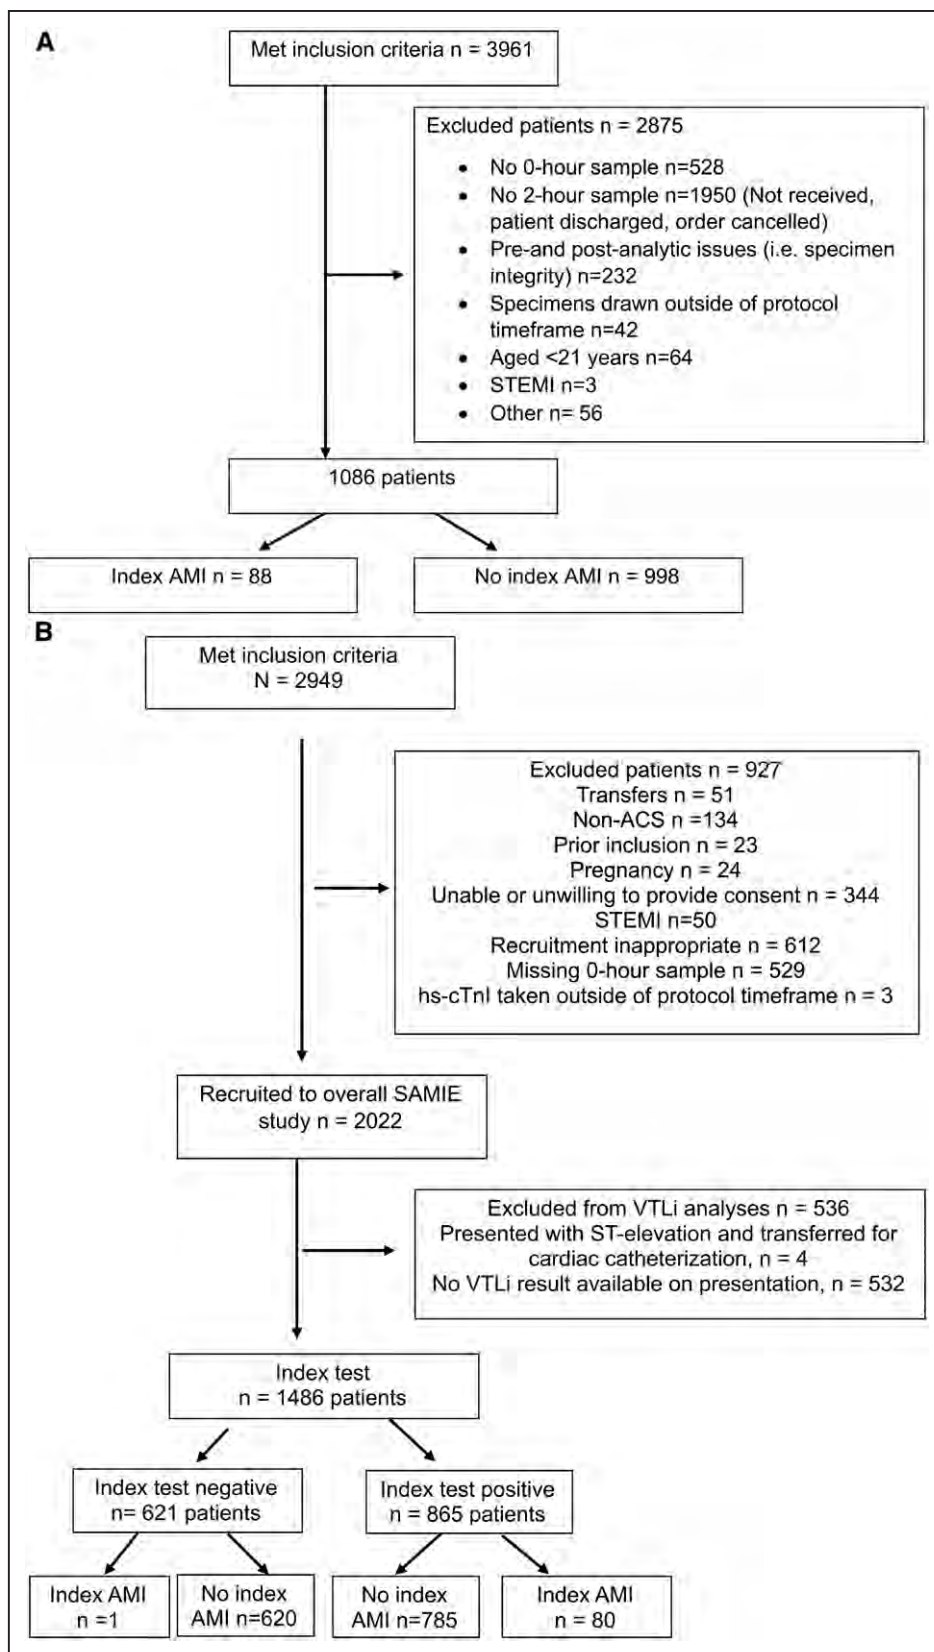 A
Met inclusion criteria n = 3961
Excluded patients n = 2875
• No 0-hour sample n=528
• No 2-hour sample n=1950 (Not received,
patient discharged, order cancelled)
• Pre-and post-analytic issues (i.e. specimen
integrity) n=232
• Specimens drawn outside of protocol
timeframe n=42
• Aged <21 years n=64
• STEMI n=3
• Other n= 56
1086 patients
Index AMI n = 88
No index AMI n = 998
B
Met inclusion criteria
N = 2949
Excluded patients n = 927
Transfers n = 51
Non-ACS n =134
Prior inclusion n = 23
Pregnancy n = 24
Unable or unwilling to provide consent n = 344
STEMI n=50
Recruitment inappropriate n = 612
Missing 0-hour sample n = 529
hs-cTnI taken outside of protocol timeframe n = 3
Recruited to overall SAMIE
study n = 2022
Excluded from VTLi analyses n = 536
Presented with ST-elevation and transferred for
cardiac catheterization, n = 4
No VTLi result available on presentation, n = 532
Index test
n = 1486 patients
Index test negative
n= 621 patients
Index test positive
n = 865 patients
Index AMI
n =1
No index
AMI n=620
No index
AMI n=785
Index AMI
n = 80